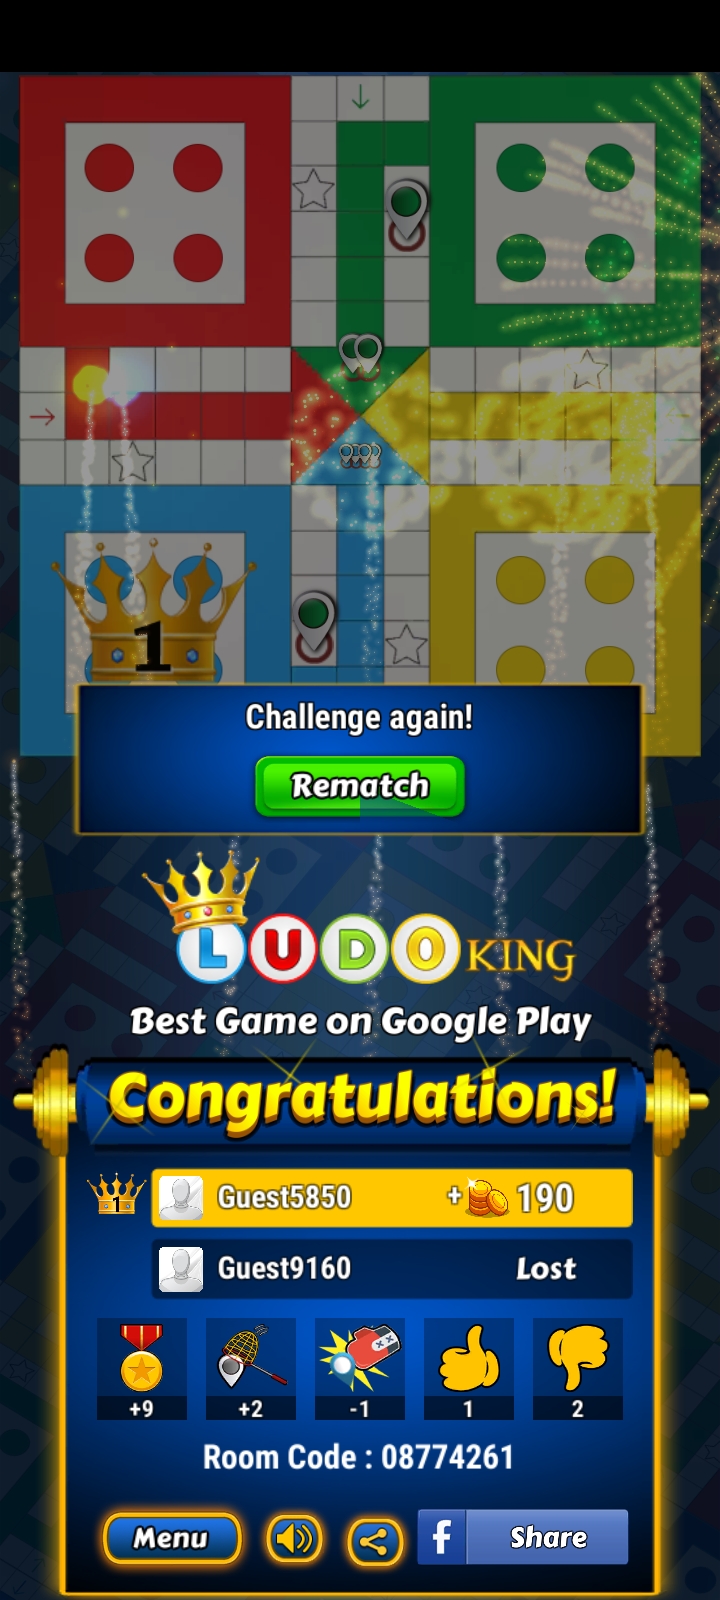 1
Challenge again!
Rematch
LUDO KING
Best Game on Google Play
Congratulations!
1 Guest5850 + 190
Guest9160 Lost
+9 +2 -1 1 2
Room Code : 08774261
Menu f Share